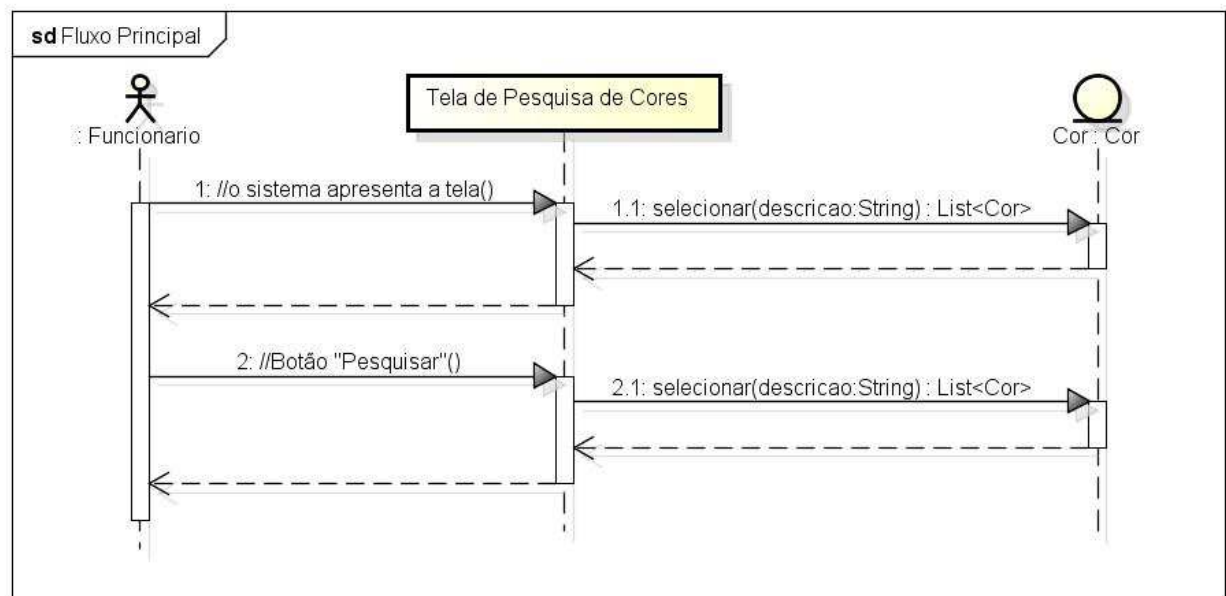 sd Fluxo Principal
: Funcionario
Tela de Pesquisa de Cores
Cor : Cor
1: //o sistema apresenta a tela()
1.1: selecionar(descricao:String) : List<Cor>
2: //Botão "Pesquisar"()
2.1: selecionar(descricao:String) : List<Cor>